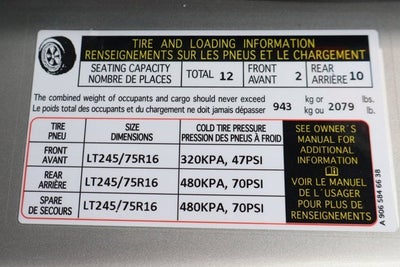 TIRE AND LOADING INFORMATION
RENSEIGNEMENTS SUR LES PNEUS ET LE CHARGEMENT
SEATING CAPACITY
NOMBRE DE PLACES
TOTAL 12
FRONT
AVANT 2
REAR
ARRIÈRE 10
The combined weight of occupants and cargo should never exceed
Le poids total des occupants et du chargement ne doit jamais dépasser
943 kg or
kg ou 2079 lbs.
lb.
TIRE
PNEU
SIZE
DIMENSIONS
COLD TIRE PRESSURE
PRESSION DES PNEUS À FROID
FRONT
AVANT
LT245/75R16
320KPA, 47PSI
REAR
ARRIÈRE
LT245/75R16
480KPA, 70PSI
SPARE
DE SECOURS
LT245/75R16
480KPA, 70PSI
SEE OWNER´S
MANUAL FOR
ADDITIONAL
INFORMATION
VOIR LE MANUEL
DE L´USAGER
POUR PLUS DE
RENSEIGNEMENTS
A 906 584 66 38